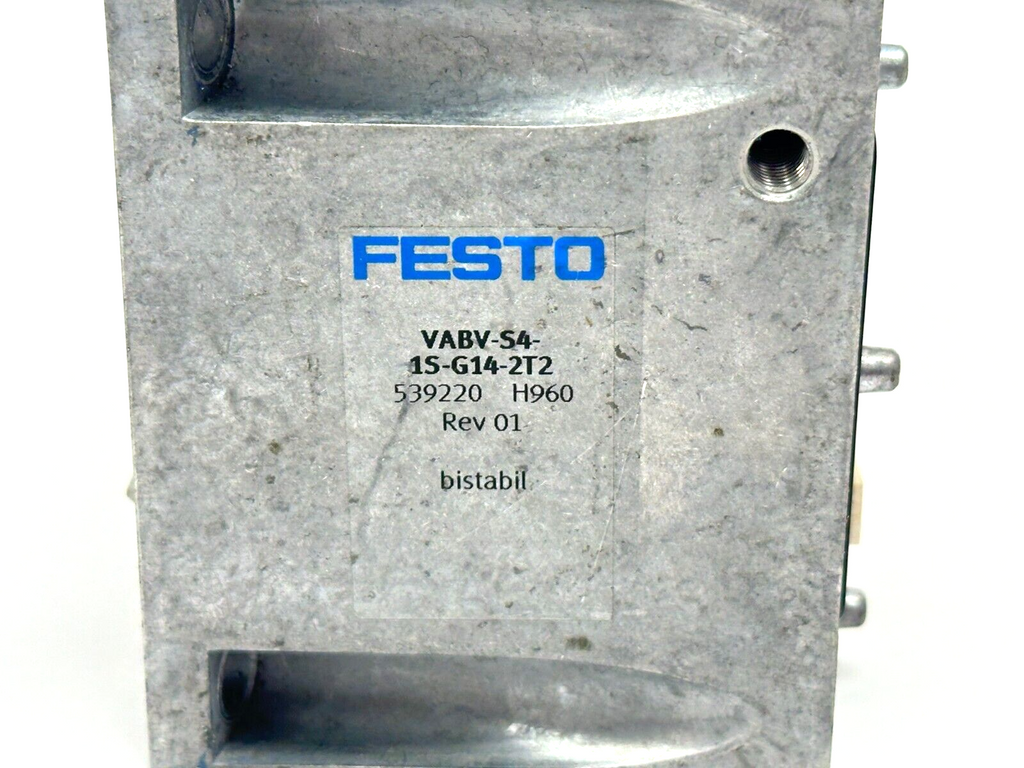 FESTO
VABV-S4-
1S-G14-2T2
539220 H960
Rev 01
bistabil